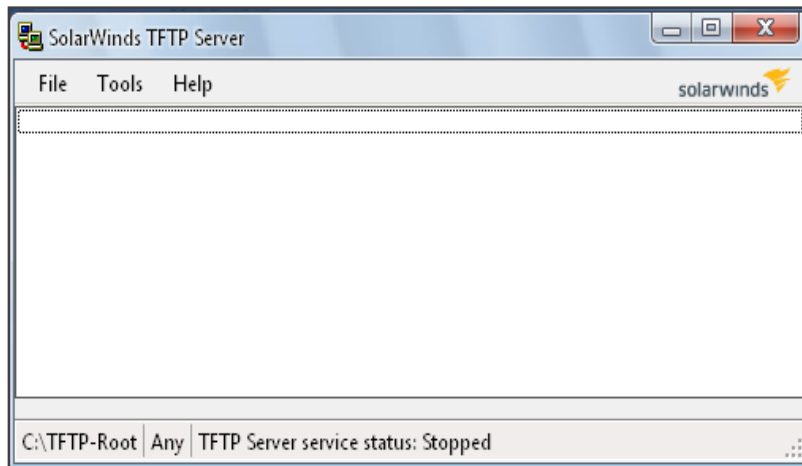 SolarWinds TFTP Server
File Tools Help
solarwinds
C:\TFTP-Root Any TFTP Server service status: Stopped